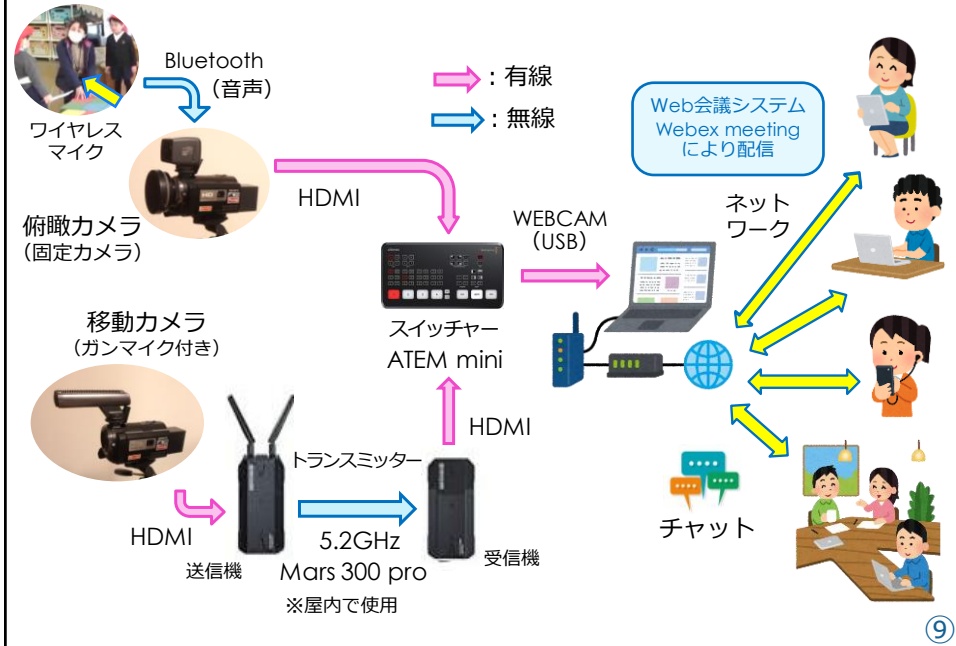 Bluetooth
（音声）
ワイヤレス
マイク
：有線
：無線
Web会議システム
Webex meeting
により配信
HDMI
俯瞰カメラ
（固定カメラ）
WEBCAM
（USB）
ネット
ワーク
スイッチャー
ATEM mini
移動カメラ
（ガンマイク付き）
HDMI
トランスミッター
HDMI
5.2GHz
Mars 300 pro
※屋内で使用
送信機
受信機
チャット
⑨